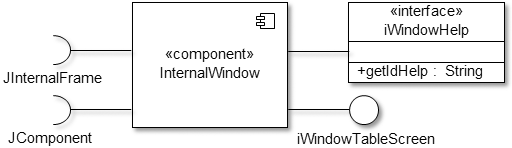 «interface»
iWindowHelp
+getIdHelp : String
«component»
InternalWindow
JInternalFrame
JComponent
iWindowTableScreen